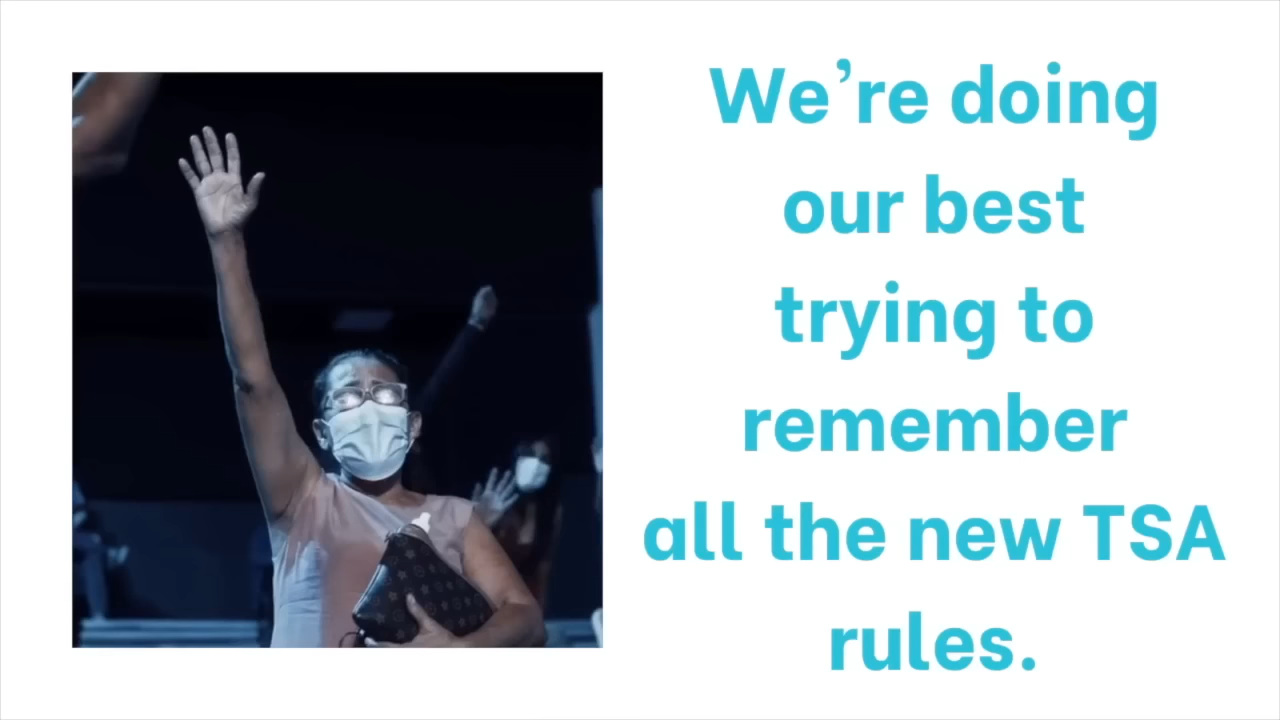 We’re doing
our best
trying to
remember
all the new TSA
rules.